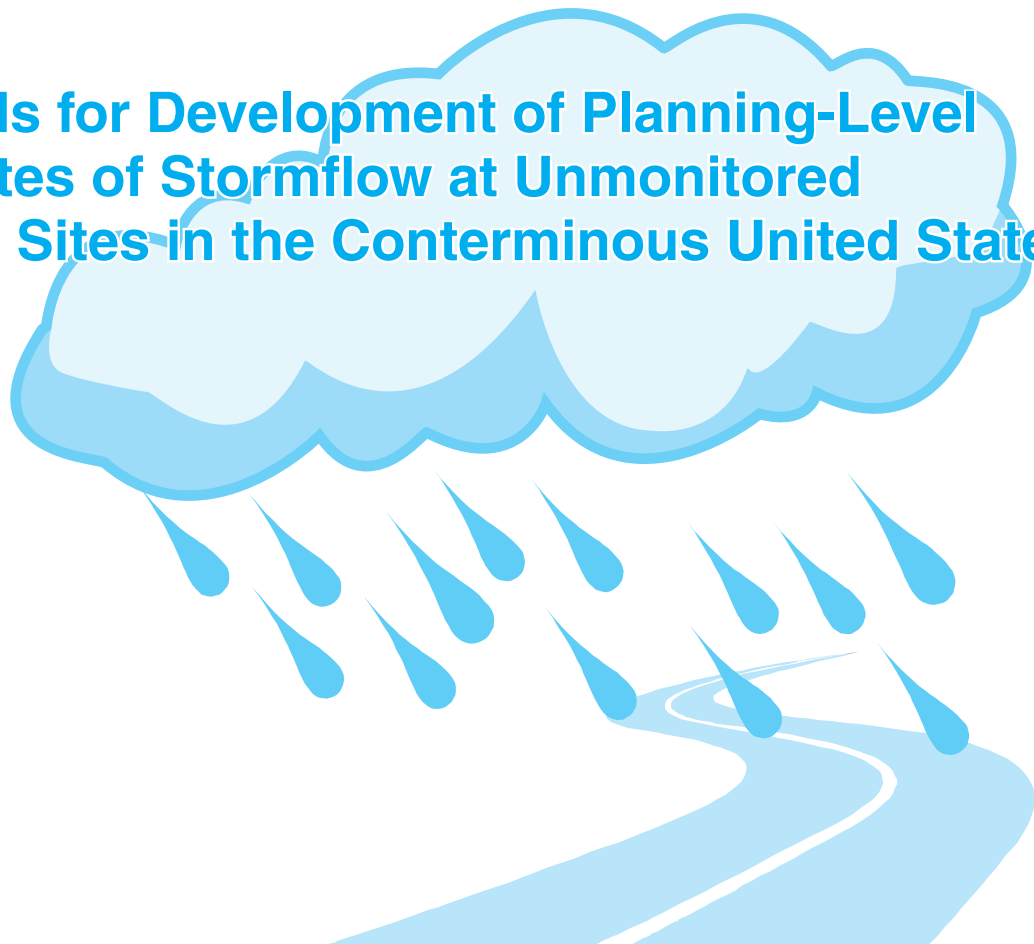 ls for Development of Planning-Level
tes of Stormflow at Unmonitored
Sites in the Conterminous United State